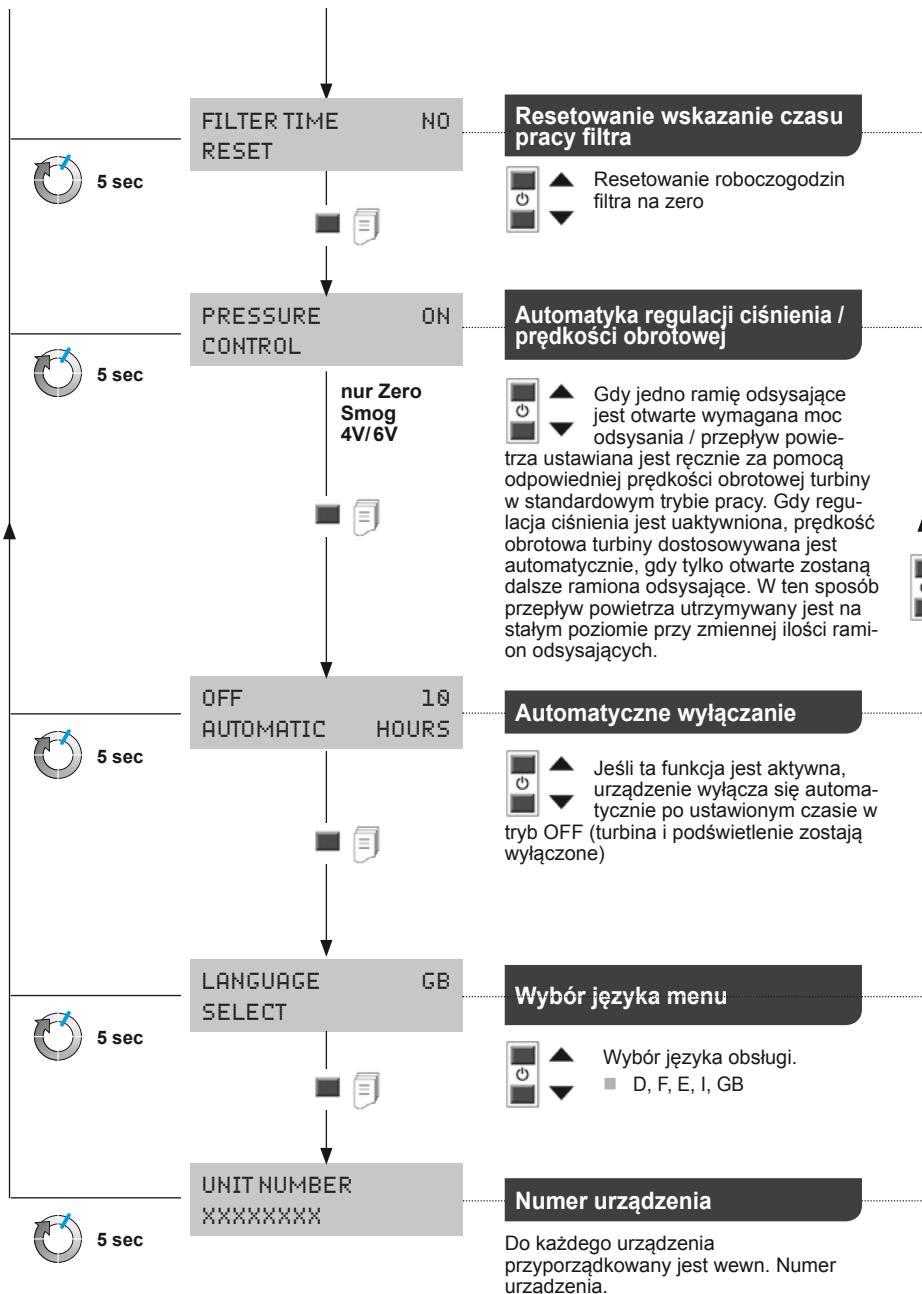 FILTER TIME NO
RESET
5 sec
Resetowanie wskazanie czasu
pracy filtra
Resetowanie roboczogodzin
filtra na zero
PRESSURE ON
CONTROL
5 sec
nur Zero
Smog
4V/6V
Automatyka regulacji ciśnienia /
prędkości obrotowej
Gdy jedno ramię odsysające
jest otwarte wymagana moc
odsysania / przepływ powie-
trza ustawiana jest ręcznie za pomocą
odpowiedniej prędkości obrotowej turbiny
w standardowym trybie pracy. Gdy regu-
lacja ciśnienia jest uaktywniona, prędkość
obrotowa turbiny dostosowywana jest
automatycznie, gdy tylko otwarte zostaną
dalsze ramiona odsysające. W ten sposób
przepływ powietrza utrzymywany jest na
stałym poziomie przy zmiennej ilości rami-
on odsysających.
OFF 10
AUTOMATIC HOURS
5 sec
Automatyczne wyłączanie
Jeśli ta funkcja jest aktywna,
urządzenie wyłącza się automa-
tycznie po ustawionym czasie w
tryb OFF (turbina i podświetlenie zostają
wyłączone)
LANGUAGE GB
SELECT
5 sec
Wybór języka menu
Wybór języka obsługi.
D, F, E, I, GB
UNIT NUMBER
XXXXXXXX
5 sec
Numer urządzenia
Do każdego urządzenia
przyporządkowany jest wewn. Numer
urządzenia.